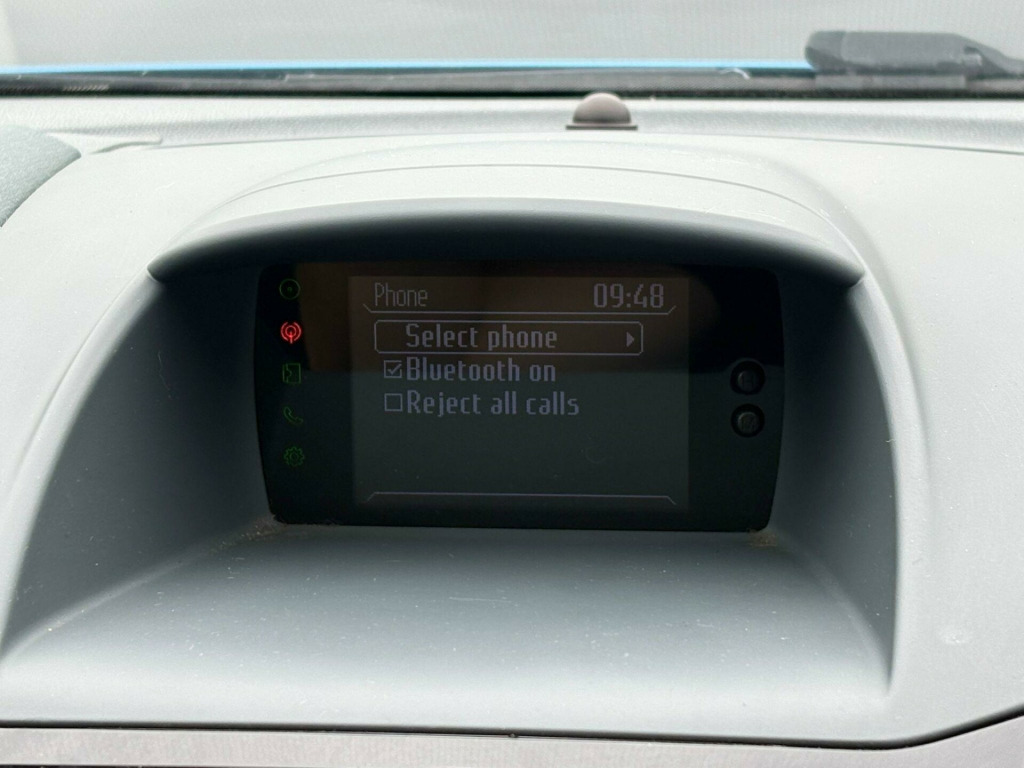 Phone 09:48
Select phone
Bluetooth on
Reject all calls